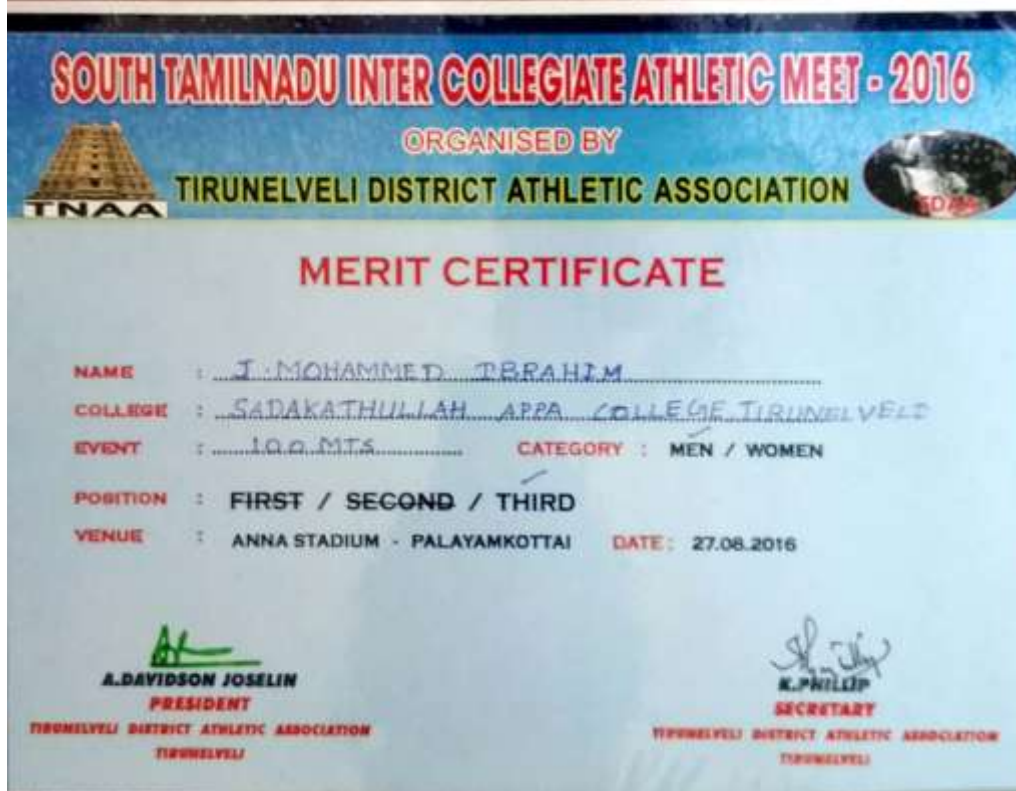 SOUTH TAMILNADU INTER COLLEGIATE ATHLETIC MEET - 2016
ORGANISED BY
TIRUNELVELI DISTRICT ATHLETIC ASSOCIATION
TNAA
MERIT CERTIFICATE
NAME : J. MOHAMMED IBRAHIM
COLLEGE : SADAKATHULLAH APPA COLLEGE TIRUNELVELI
EVENT : 100 MTS CATEGORY : MEN / WOMEN
POSITION : FIRST / SECOND / THIRD
VENUE : ANNA STADIUM - PALAYAMKOTTAI DATE : 27.08.2016
A.DAVIDSON JOSELIN
PRESIDENT
TIRUNELVELI DISTRICT ATHLETIC ASSOCIATION
TIRUNELVELI
K.PHILLIP
SECRETARY
TIRUNELVELI DISTRICT ATHLETIC ASSOCIATION
TIRUNELVELI